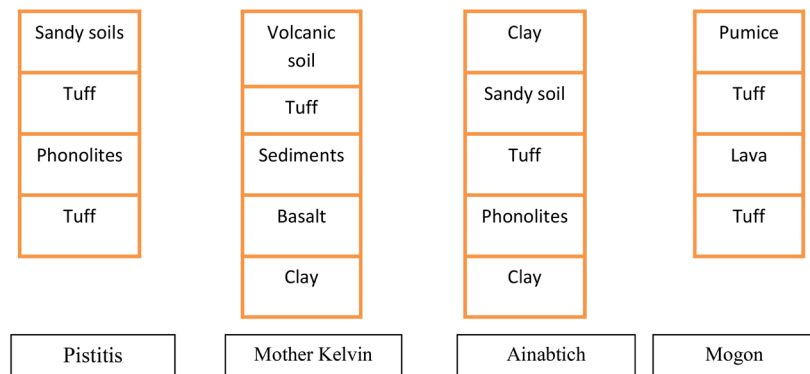 Sandy soils
Tuff
Phonolites
Tuff
Pistitis
Volcanic
soil
Tuff
Sediments
Basalt
Clay
Mother Kelvin
Clay
Sandy soil
Tuff
Phonolites
Clay
Ainabtich
Pumice
Tuff
Lava
Tuff
Mogon